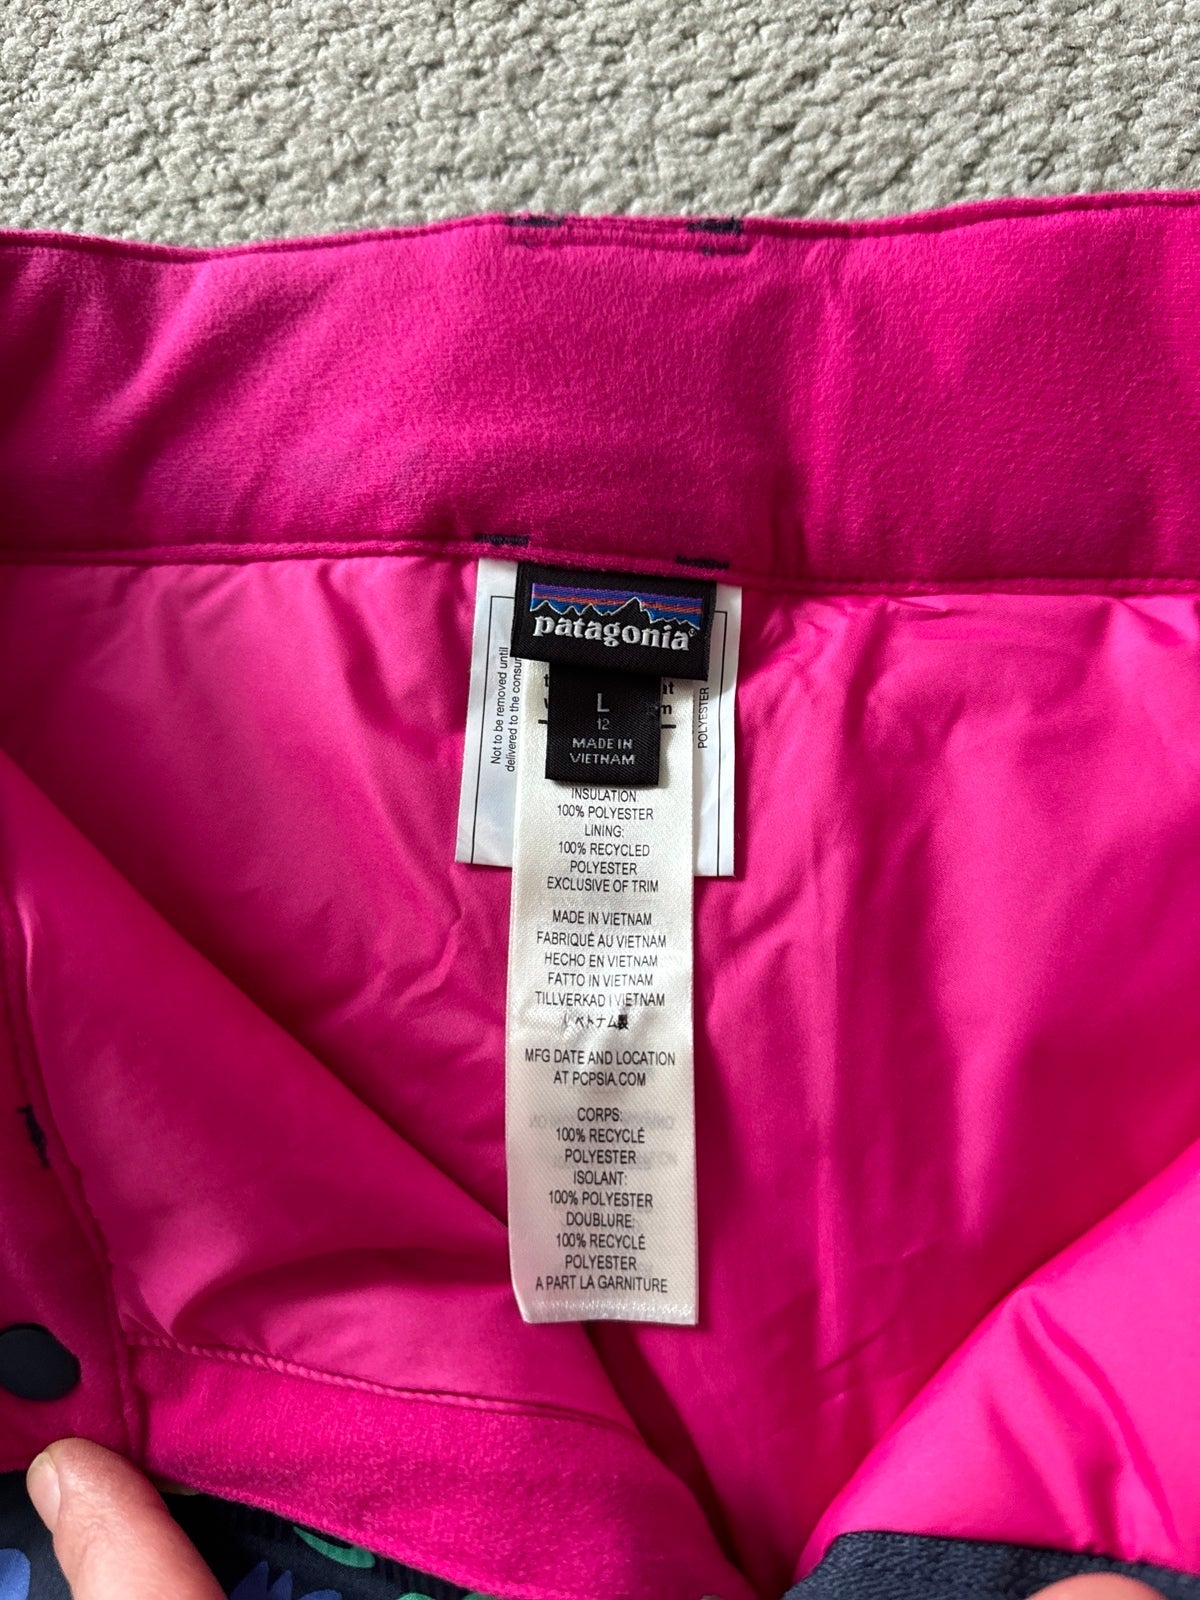 patagonia®
L
12
MADE IN
VIETNAM
Not to be removed until
delivered to the
POLYESTER
INSULATION
100% POLYESTER
LINING:
100% RECYCLED
POLYESTER
EXCLUSIVE OF TRIM
MADE IN VIETNAM
FABRIQUÉ AU VIETNAM
HECHO EN VIETNAM
FATTO IN VIETNAM
TILLVERKAD I VIETNAM
ベトナム製
MFG DATE AND LOCATION
AT PCPSIA.COM
CORPS:
100% RECYCLÉ
POLYESTER
ISOLANT:
100% POLYESTER
DOUBLURE:
100% RECYCLÉ
POLYESTER
A PART LA GARNITURE